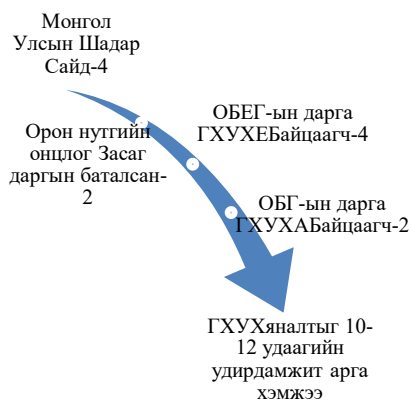 Монгол
Улсын Шадар
Сайд-4
Орон нутгийн
онцлог Засаг
даргын баталсан-
2
ОБЕГ-ын дарга
ГХУХЕБайцаагч-4
ОБГ-ын дарга
ГХУХАБайцаагч-2
ГХУХяналтыг 10-
12 удаагийн
удирдамжит арга
хэмжээ